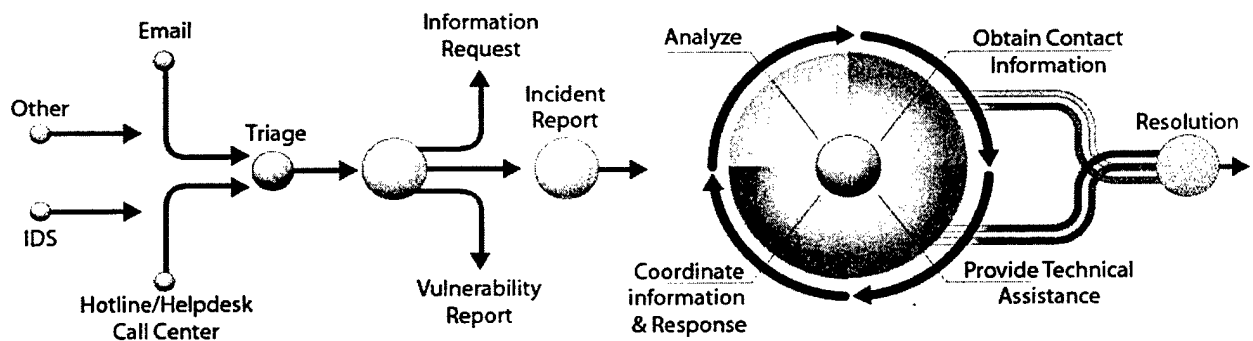 Email
Other
IDS
Hotline/Helpdesk
Call Center
Triage
Information
Request
Incident
Report
Vulnerability
Report
Analyze
Obtain Contact
Information
Coordinate
information
& Response
Provide Technical
Assistance
Resolution